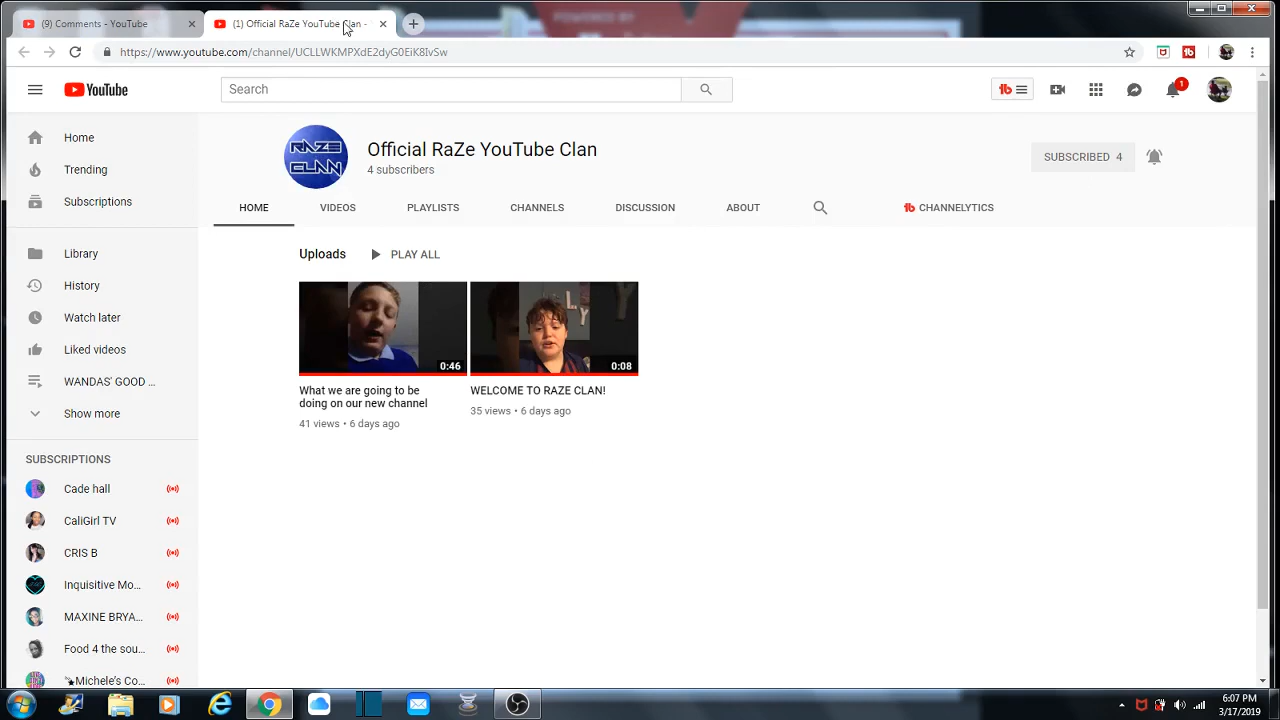 POWERED BY
(9) Comments - YouTube
(1) Official RaZe YouTube Clan -
https://www.youtube.com/channel/UCLLWKMPXdE2dyG0EiK8IvSw
YouTube
Search
1
Official RaZe YouTube Clan
4 subscribers
SUBSCRIBED 4
RAZE
CLAN
HOME
VIDEOS
PLAYLISTS
CHANNELS
DISCUSSION
ABOUT
CHANNELYTICS
Home
Trending
Subscriptions
Library
History
Watch later
Liked videos
WANDAS' GOOD ...
Show more
SUBSCRIPTIONS
Cade hall
CaliGirl TV
CRIS B
Inquisitive Mo...
MAXINE BRYA...
Food 4 the sou...
Michele's Co...
Uploads
PLAY ALL
0:46
What we are going to be
doing on our new channel
41 views • 6 days ago
L Y
0:08
WELCOME TO RAZE CLAN!
35 views • 6 days ago
6:07 PM
3/17/2019